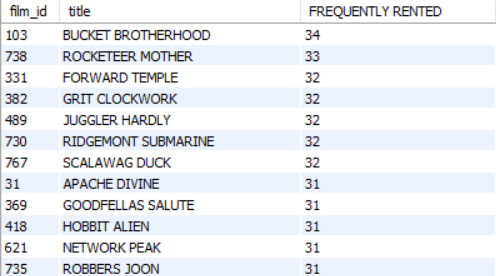 film_id title FREQUENTLY RENTED
103 BUCKET BROTHERHOOD 34
738 ROCKETEER MOTHER 33
331 FORWARD TEMPLE 32
382 GRIT CLOCKWORK 32
489 JUGGLER HARDLY 32
730 RIDGEMONT SUBMARINE 32
767 SCALAWAG DUCK 32
31 APACHE DIVINE 31
369 GOODFELLAS SALUTE 31
418 HOBBIT ALIEN 31
621 NETWORK PEAK 31
735 ROBBERS JOON 31